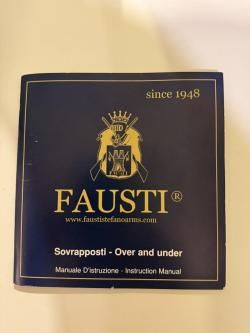 since 1948
FAUSTI®
www.faustistefanoarms.com
Sovrapposti - Over and under
Manuale D'istruzione - Instruction Manual